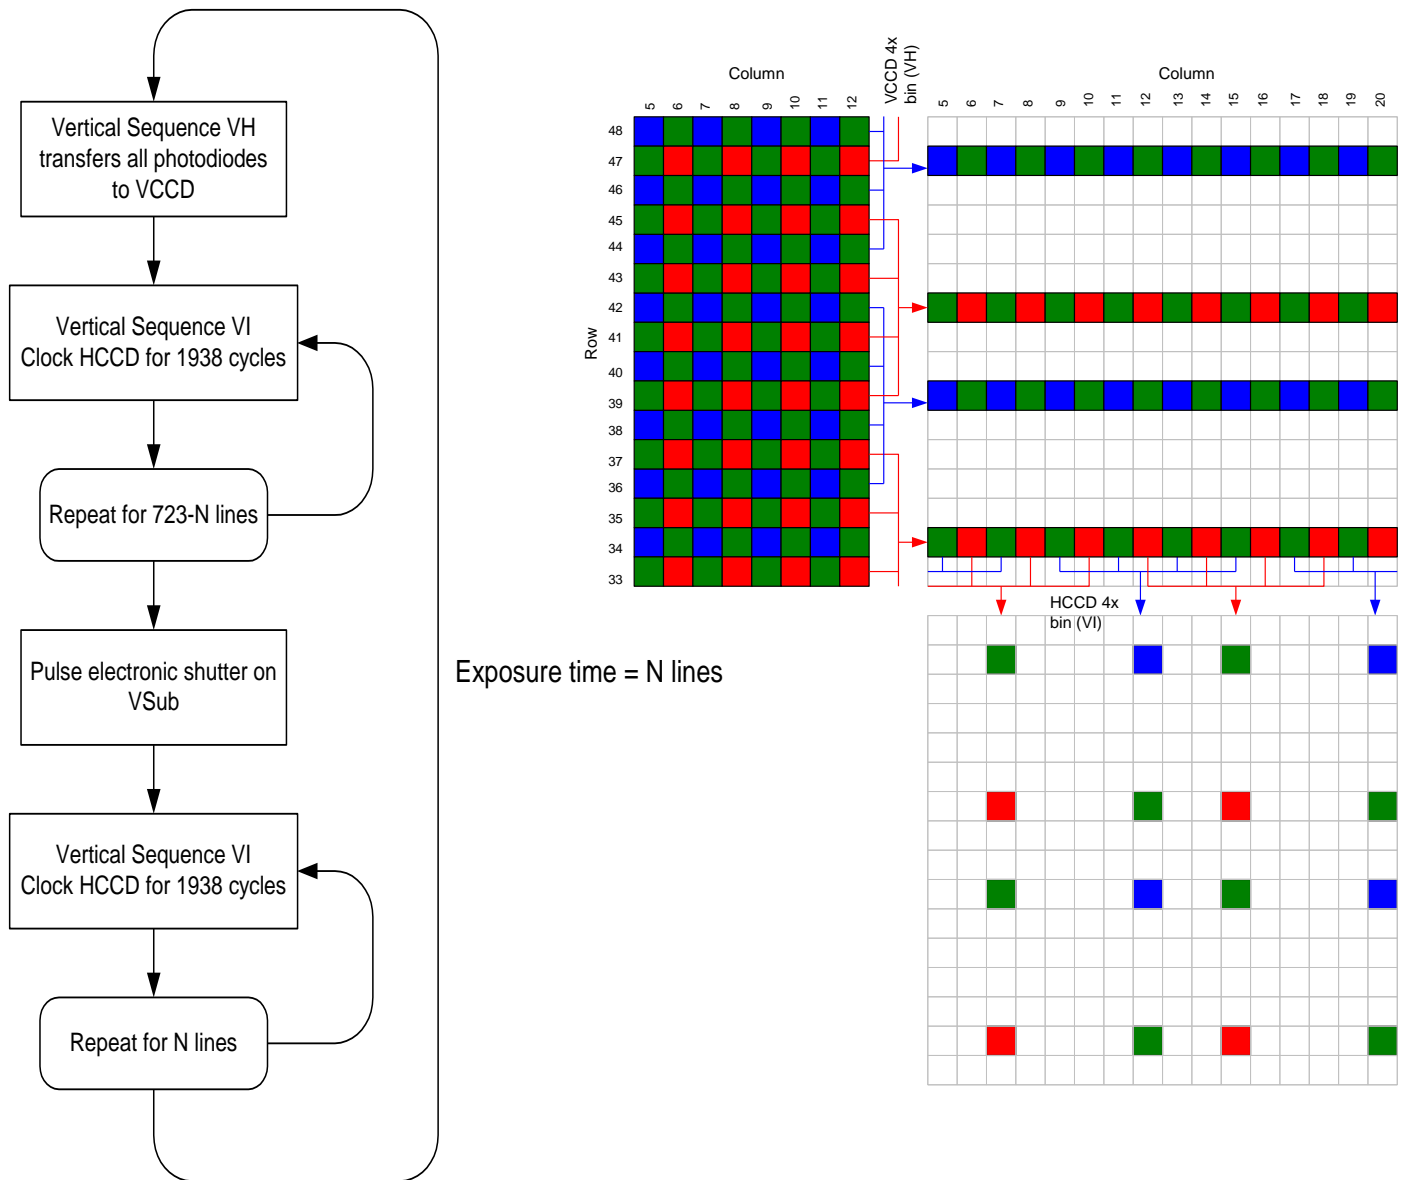 Vertical Sequence VH
transfers all photodiodes
to VCCD
Vertical Sequence VI
Clock HCCD for 1938 cycles
Repeat for 723-N lines
Pulse electronic shutter on
VSub
Vertical Sequence VI
Clock HCCD for 1938 cycles
Repeat for N lines
Exposure time = N lines
Column
5 6 7 8 9 10 11 12
Row
48
47
46
45
44
43
42
41
40
39
38
37
36
35
34
33
VCCD 4x
bin (VH)
Column
5 6 7 8 9 10 11 12 13 14 15 16 17 18 19 20
HCCD 4x
bin (VI)